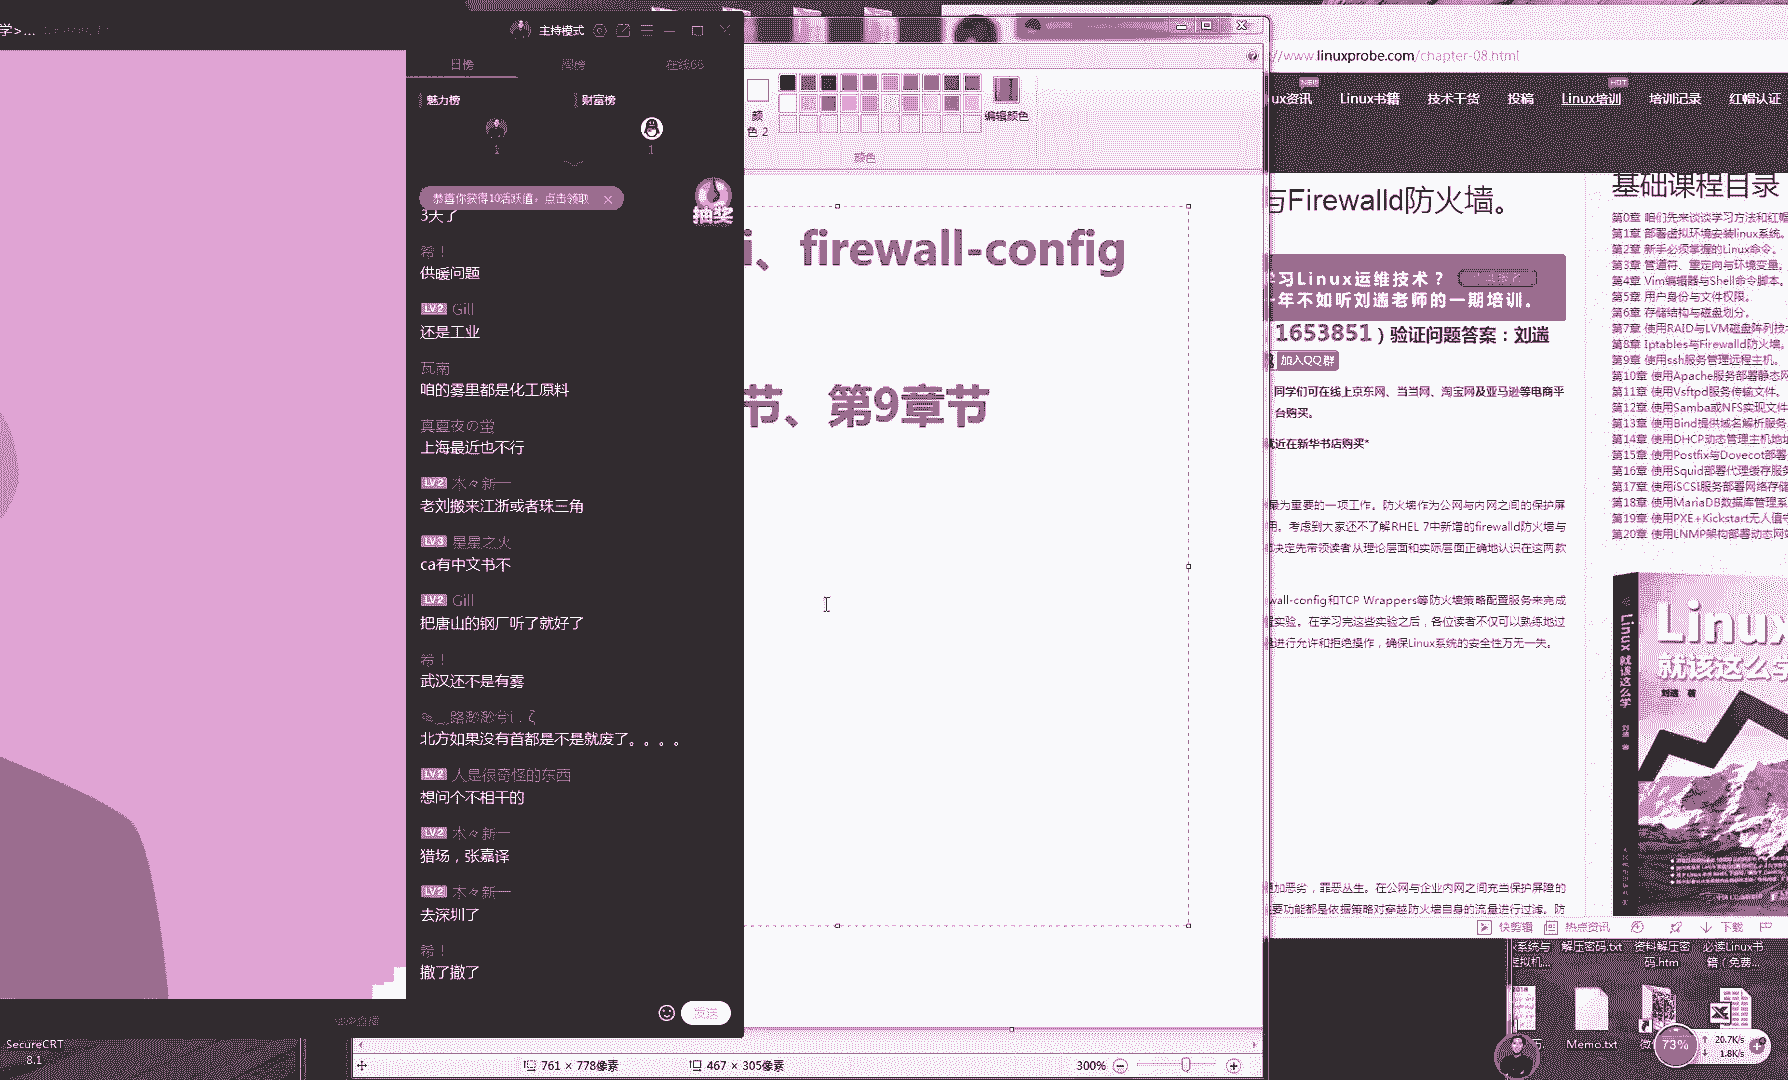 学>...
主持模式
日榜
周榜
在线66
魅力榜
财富榜
1
1
恭喜你获得10活跃值，点击领取
抽奖
3天了
希！
供暖问题
LV2 Gill
还是工业
瓦南
咱的雾里都是化工原料
真靈夜の蛍
上海最近也不行
LV2 木々新一
老刘搬来江浙或者珠三角
LV3 星星之火
ca有中文书不
LV2 Gill
把唐山的钢厂听了就好了
希！
武汉还不是有雾
北方如果没有首都是不是就废了。。。。
LV2 人是很奇怪的东西
想问个不相干的
LV2 木々新一
猎场，张嘉译
LV2 木々新一
去深圳了
希！
撤了撤了
发送
SecureCRT
8.1
颜
色 2
编辑颜色
颜色
i、firewall-config
节、第9章节
761 × 778像素
467 × 305像素
300%
//www.linuxprobe.com/chapter-08.html
ux资讯
NEW
Linux书籍
技术干货
投稿
Linux培训
HOT
培训记录
红帽认证
与Firewalld防火墙。
学习Linux运维技术？
一年不如听刘遄老师的一期培训。
1653851）验证问题答案：刘遄
加入QQ群
同学们可在线上京东网、当当网、淘宝网及亚马逊等电商平
台购买。
就近在新华书店购买*
最为重要的一项工作。防火墙作为公网与内网之间的保护屏
用。考虑到大家还不了解RHEL 7中新增的firewalld防火墙与
都决定先带领读者从理论层面和实际层面正确地认识在这两款
wall-config和TCP Wrappers等防火墙策略配置服务来完成
置实验。在学习完这些实验之后，各位读者不仅可以熟练地过
量进行允许和拒绝操作，确保Linux系统的安全性万无一失。
加恶劣，罪恶丛生。在公网与企业内网之间充当保护屏障的
要功能都是依据策略对穿越防火墙自身的流量进行过滤。防
基础课程目录
第0章 咱们先来谈谈学习方法和红帽
第1章 部署虚拟环境安装linux系统。
第2章 新手必须掌握的Linux命令。
第3章 管道符、重定向与环境变量。
第4章 Vim编辑器与Shell命令脚本。
第5章 用户身份与文件权限。
第6章 存储结构与磁盘划分。
第7章 使用RAID与LVM磁盘阵列技
第8章 Iptables与Firewalld防火墙。
第9章 使用ssh服务管理远程主机。
第10章 使用Apache服务部署静态网
第11章 使用Vsftpd服务传输文件。
第12章 使用Samba或NFS实现文件
第13章 使用Bind提供域名解析服务
第14章 使用DHCP动态管理主机地
第15章 使用Postfix与Dovecot部署
第16章 使用Squid部署代理缓存服
第17章 使用iSCSI服务部署网络存储
第18章 使用MariaDB数据库管理系
第19章 使用PXE+Kickstart无人值守
第20章 使用LNMP架构部署动态网
Linux
就该这么学
刘遄 著
Linux 就该这么学
快剪辑
热点资讯
下载
系统与
虚拟机...
解压密码.txt
资料解压密
码.htm
必读Linux书
籍（免费...
Memo.txt
73%
20.7K/s
1.8K/s